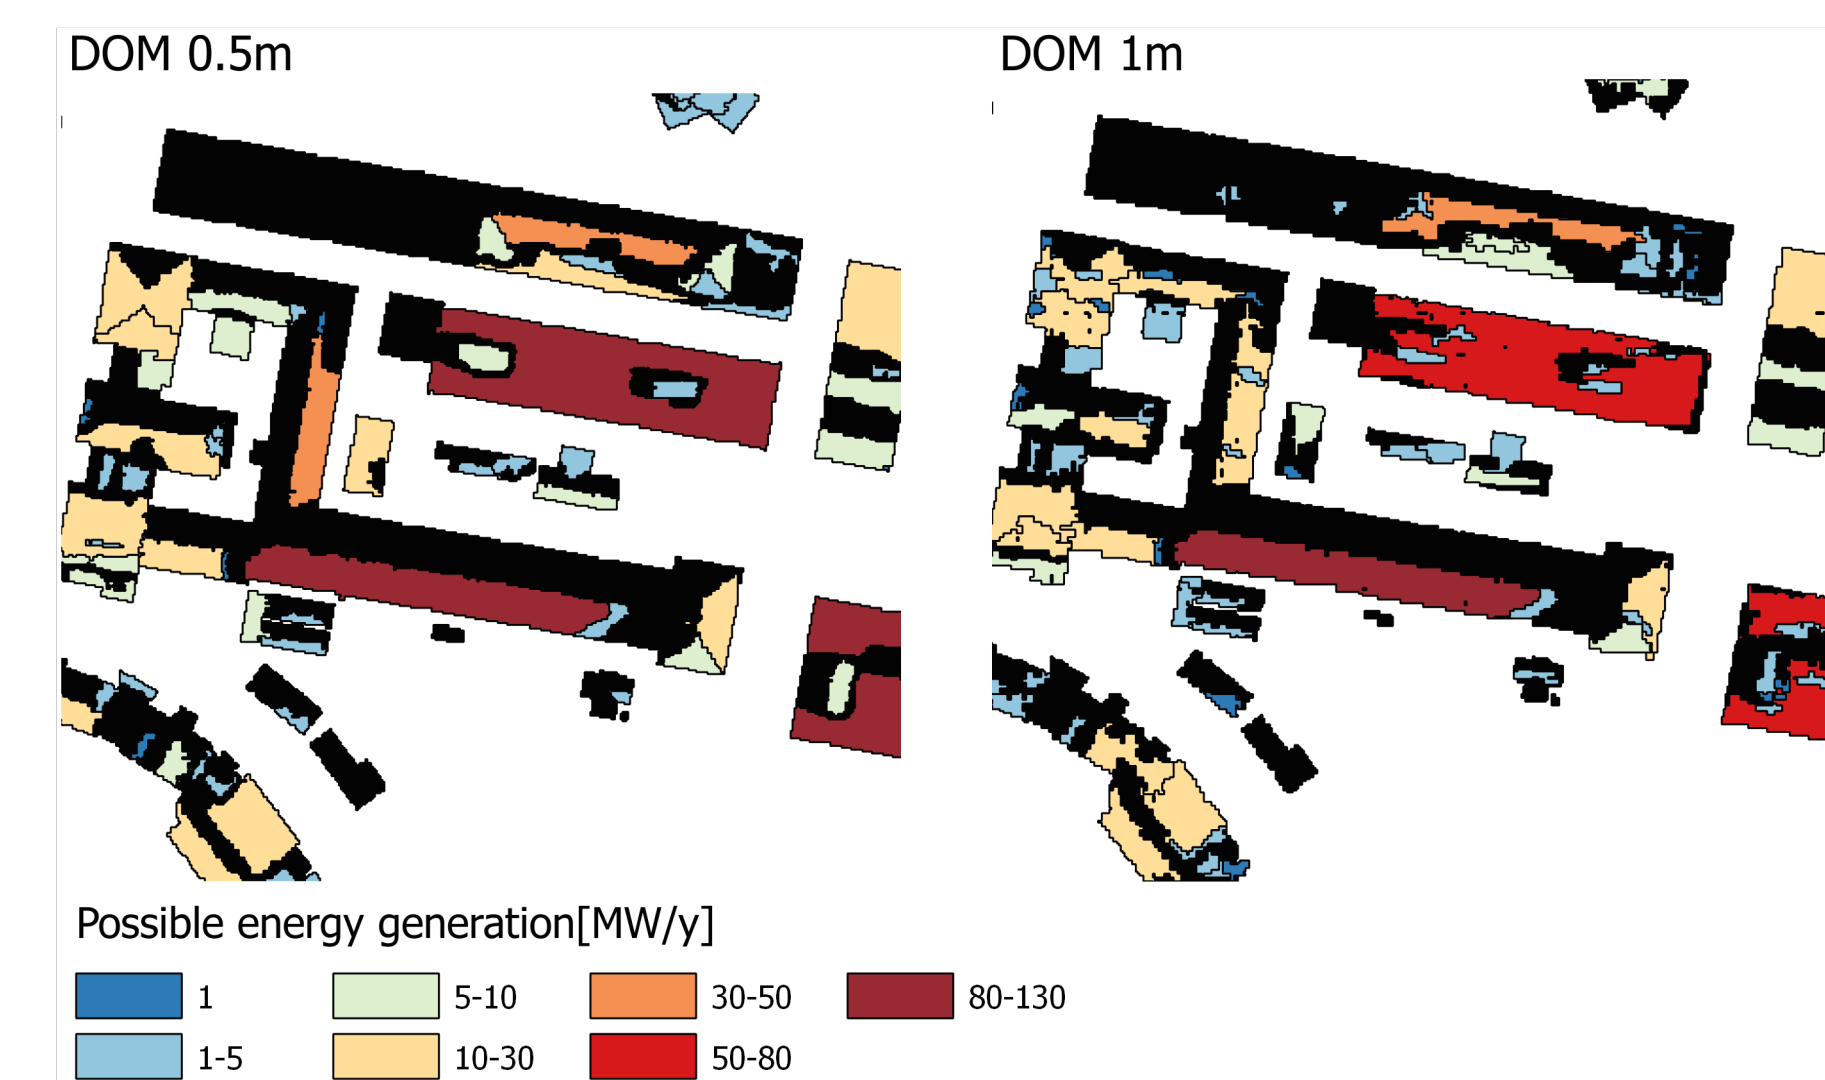 DOM 0.5m
DOM 1m
Possible energy generation[MW/y]
1
5-10
30-50
80-130
1-5
10-30
50-80